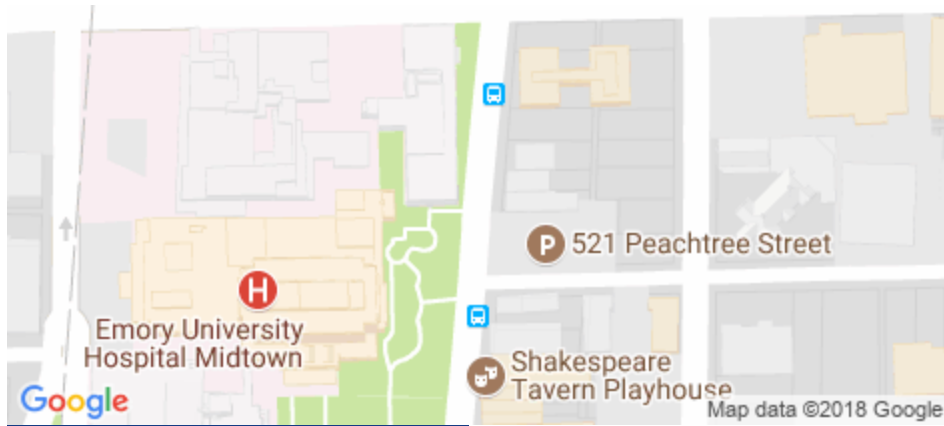 P 521 Peachtree Street
H
Emory University
Hospital Midtown
Shakespeare
Tavern Playhouse
Google
Map data ©2018 Google